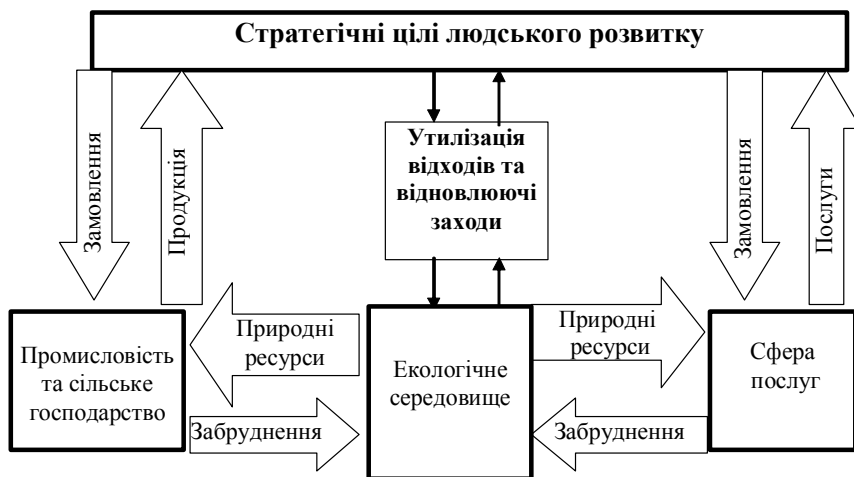 Стратегічні цілі людського розвитку
Замовлення
Продукція
Утилізація
відходів та
відновлюючі
заходи
Замовлення
Послуги
Промисловість
та сільське
господарство
Природні
ресурси
Забруднення
Екологічне
середовище
Природні
ресурси
Забруднення
Сфера
послуг